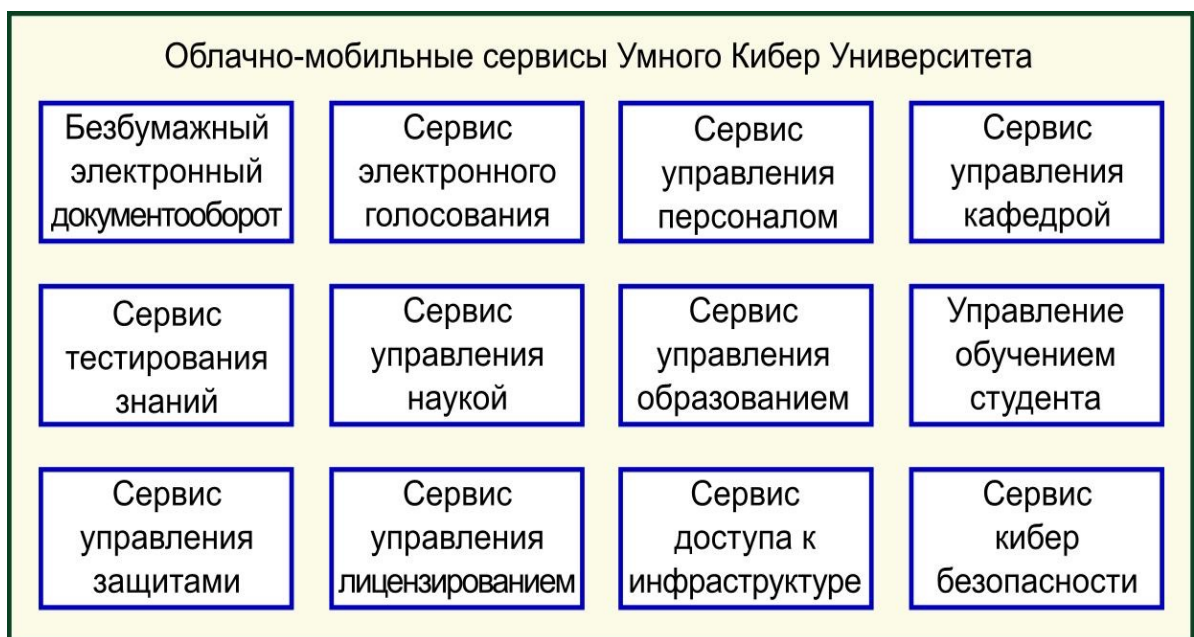 Облачно-мобильные сервисы Умного Кибер Университета
Безбумажный
электронный
документооборот
Сервис
электронного
голосования
Сервис
управления
персоналом
Сервис
управления
кафедрой
Сервис
тестирования
знаний
Сервис
управления
наукой
Сервис
управления
образованием
Управление
обучением
студента
Сервис
управления
защитами
Сервис
управления
лицензированием
Сервис
доступа к
инфраструктуре
Сервис
кибер
безопасности